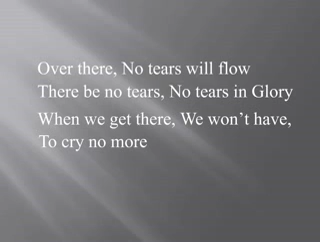 Over there, No tears will flow
There be no tears, No tears in Glory
When we get there, We won’t have,
To cry no more